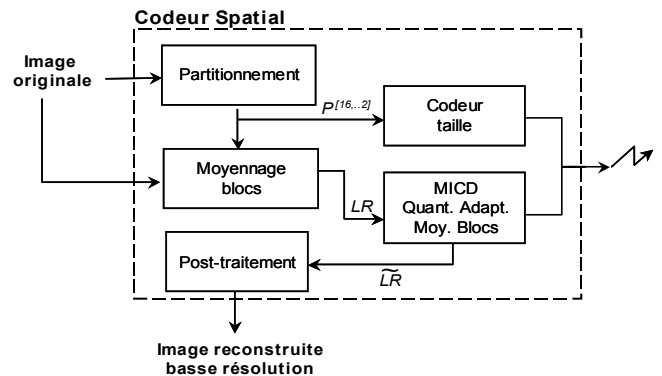 Codeur Spatial
Image
originale
Partitionnement
P[16,..2]
Codeur
taille
Moyennage
blocs
LR
MICD
Quant. Adapt.
Moy. Blocs
Post-traitement
L̃R̃
Image reconstruite
basse résolution